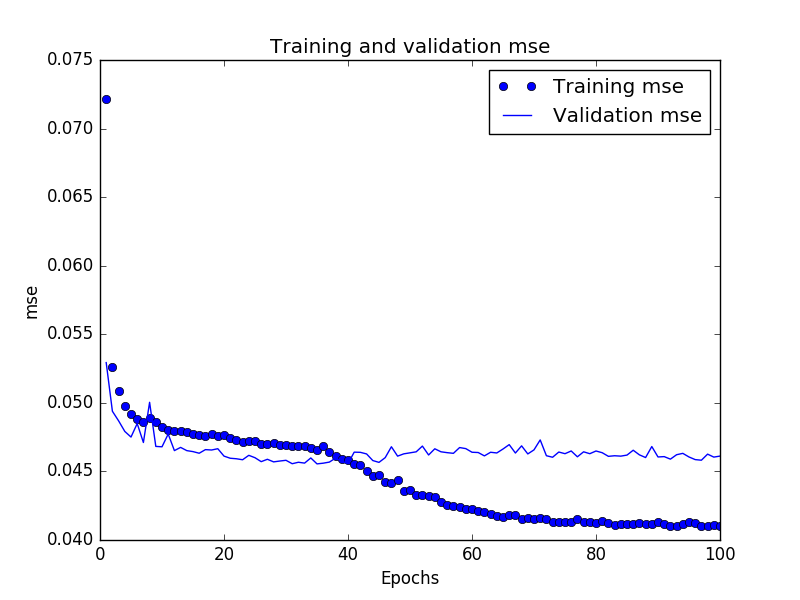 Training and validation mse
0.075
0.070
0.065
0.060
0.055
0.050
0.045
0.040
mse
Training mse
Validation mse
0 20 40 60 80 100
Epochs